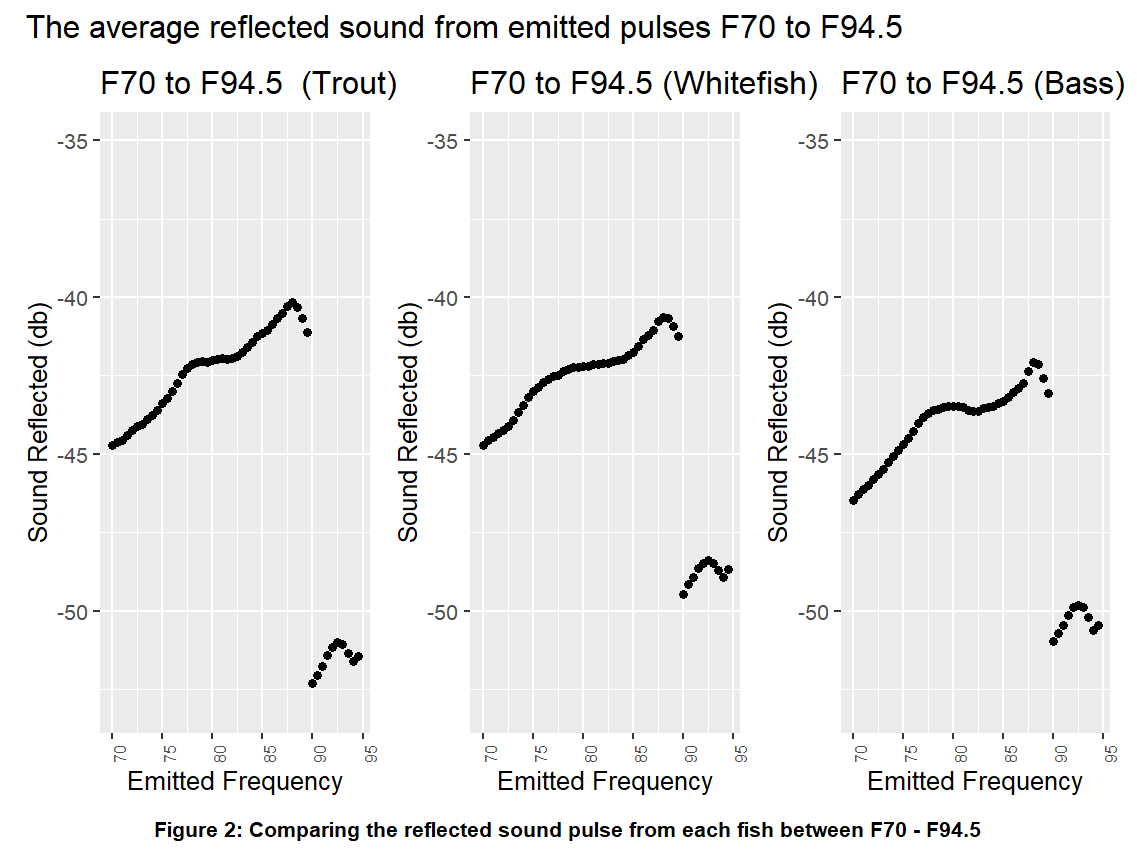 The average reflected sound from emitted pulses F70 to F94.5
F70 to F94.5  (Trout)
Sound Reflected (db)
-35
-40
-45
-50
70 75 80 85 90 95
Emitted Frequency
F70 to F94.5 (Whitefish)
Sound Reflected (db)
-35
-40
-45
-50
70 75 80 85 90 95
Emitted Frequency
F70 to F94.5 (Bass)
Sound Reflected (db)
-35
-40
-45
-50
70 75 80 85 90 95
Emitted Frequency
Figure 2: Comparing the reflected sound pulse from each fish between F70 - F94.5